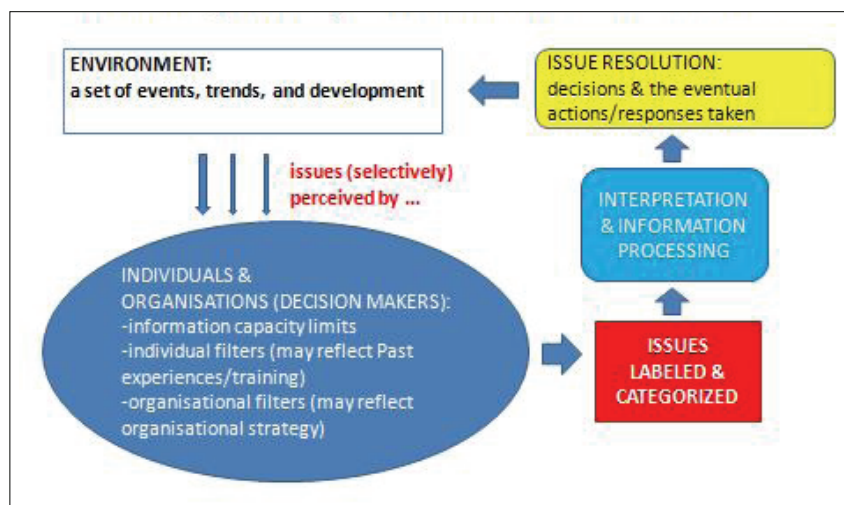 ENVIRONMENT:
a set of events, trends, and development
ISSUE RESOLUTION:
decisions & the eventual
actions/responses taken
issues (selectively)
perceived by ...
INTERPRETATION
& INFORMATION
PROCESSING
INDIVIDUALS &
ORGANISATIONS (DECISION MAKERS):
-information capacity limits
-individual filters (may reflect Past
experiences/training)
-organisational filters (may reflect
organisational strategy)
ISSUES
LABELED &
CATEGORIZED